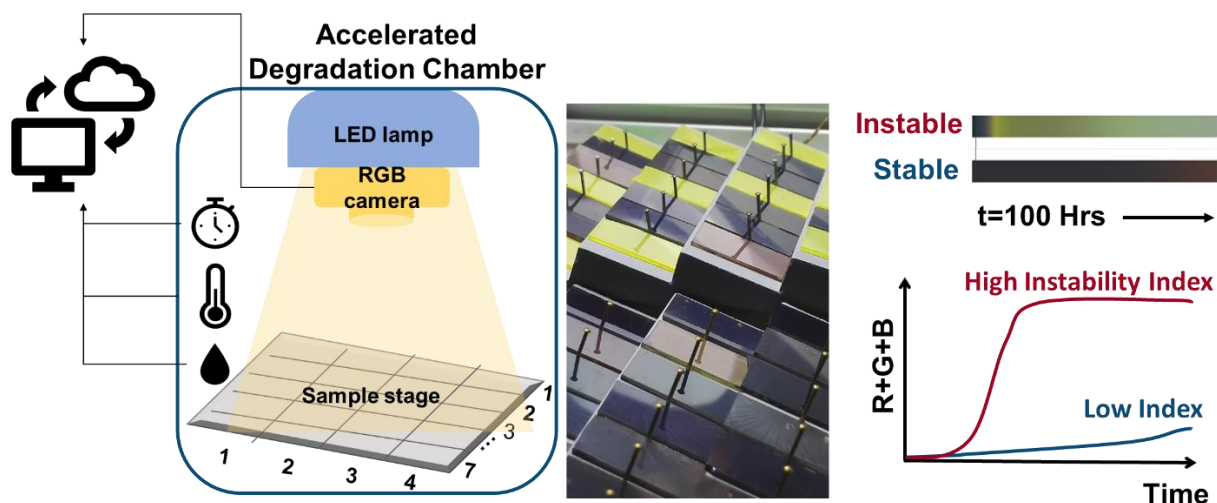 Accelerated
Degradation Chamber
LED lamp
RGB
camera
Sample stage
1
2
3
4
1
2
...3
7
Instable
Stable
t=100 Hrs
High Instability Index
Low Index
R+G+B
Time